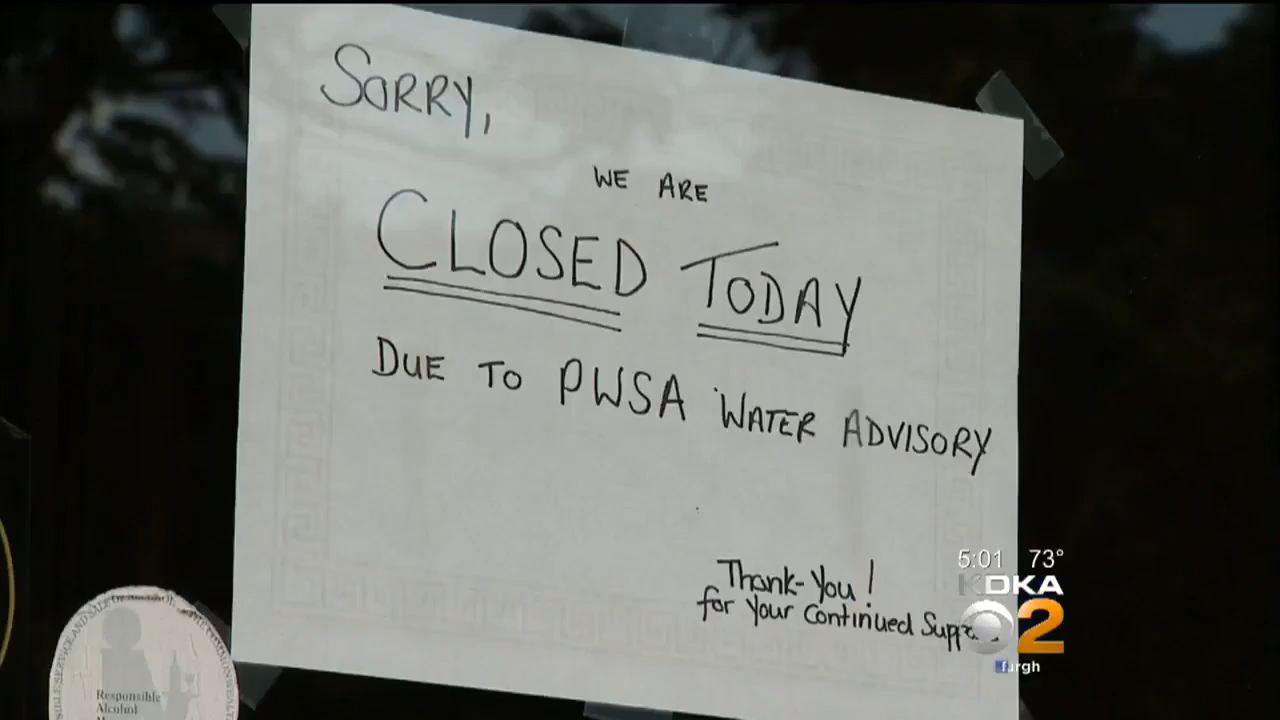 SORRY,
WE ARE
CLOSED TODAY
DUE TO PWSA WATER ADVISORY
Thank-You!
for Your Continued
5:01 73°
KDKA
2
Responsible
Alcohol